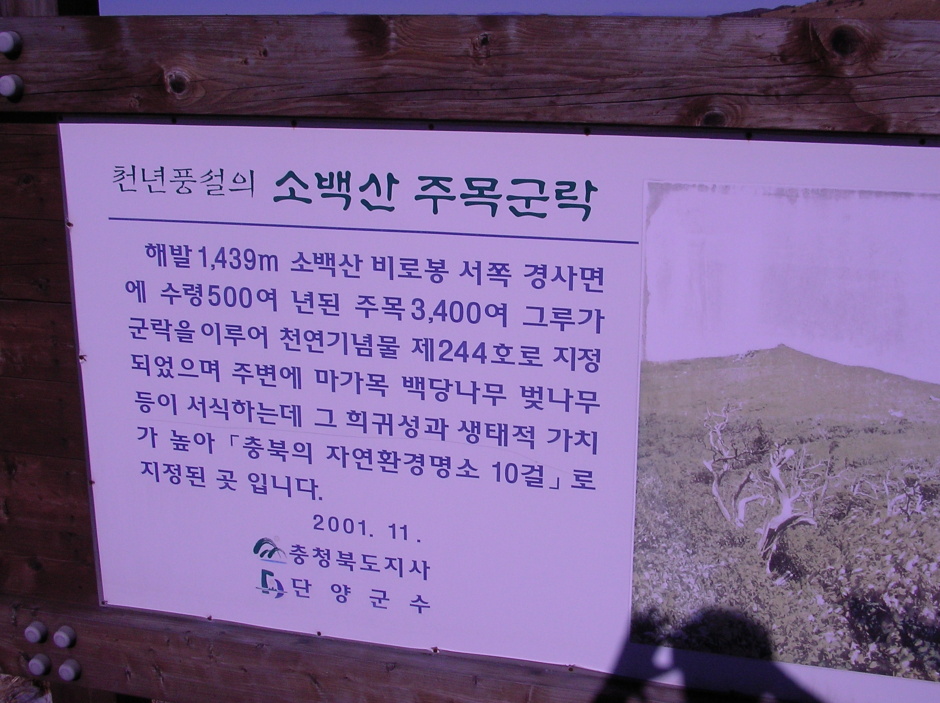 천년풍설의 소백산 주목군락
해발1,439m 소백산 비로봉 서쪽 경사면
에 수령500여 년된 주목3,400여 그루가
군락을이루어 천연기념물 제244호로 지정
되었으며 주변에 마가목 백당나무 벚나무
등이 서식하는데 그 희귀성과 생태적 가치
가 높아 「충북의 자연환경명소 10걸」로
지정된 곳 입니다.
2001. 11.
충청북도지사
단 양 군 수